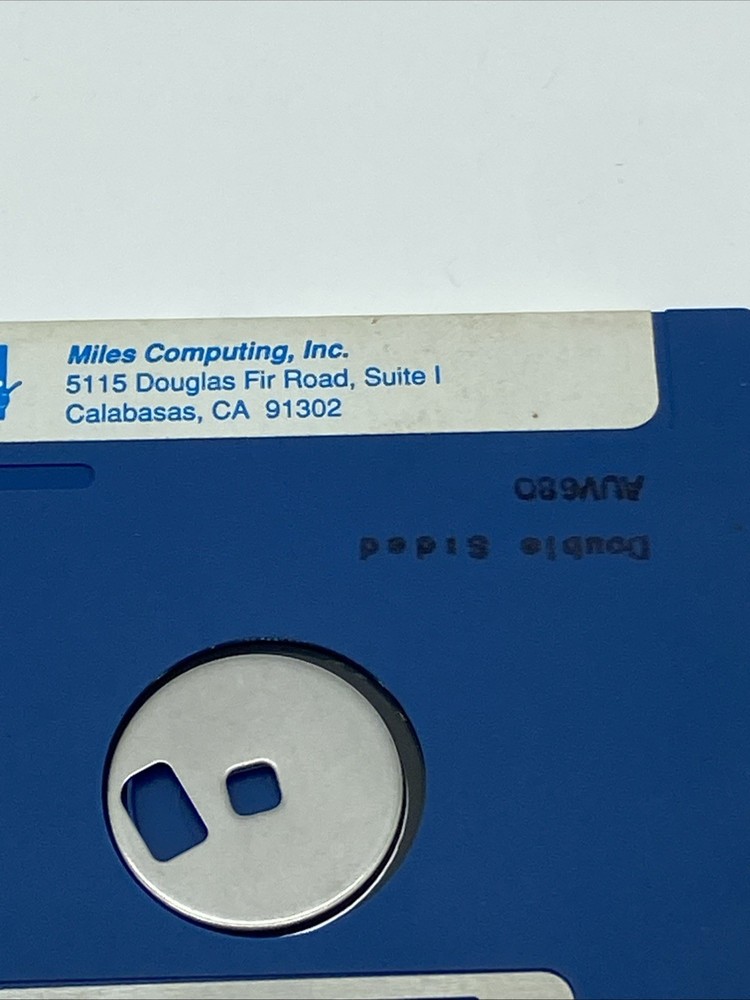 Miles Computing, Inc.
5115 Douglas Fir Road, Suite I
Calabasas, CA 91302
AUV680
Double Sided